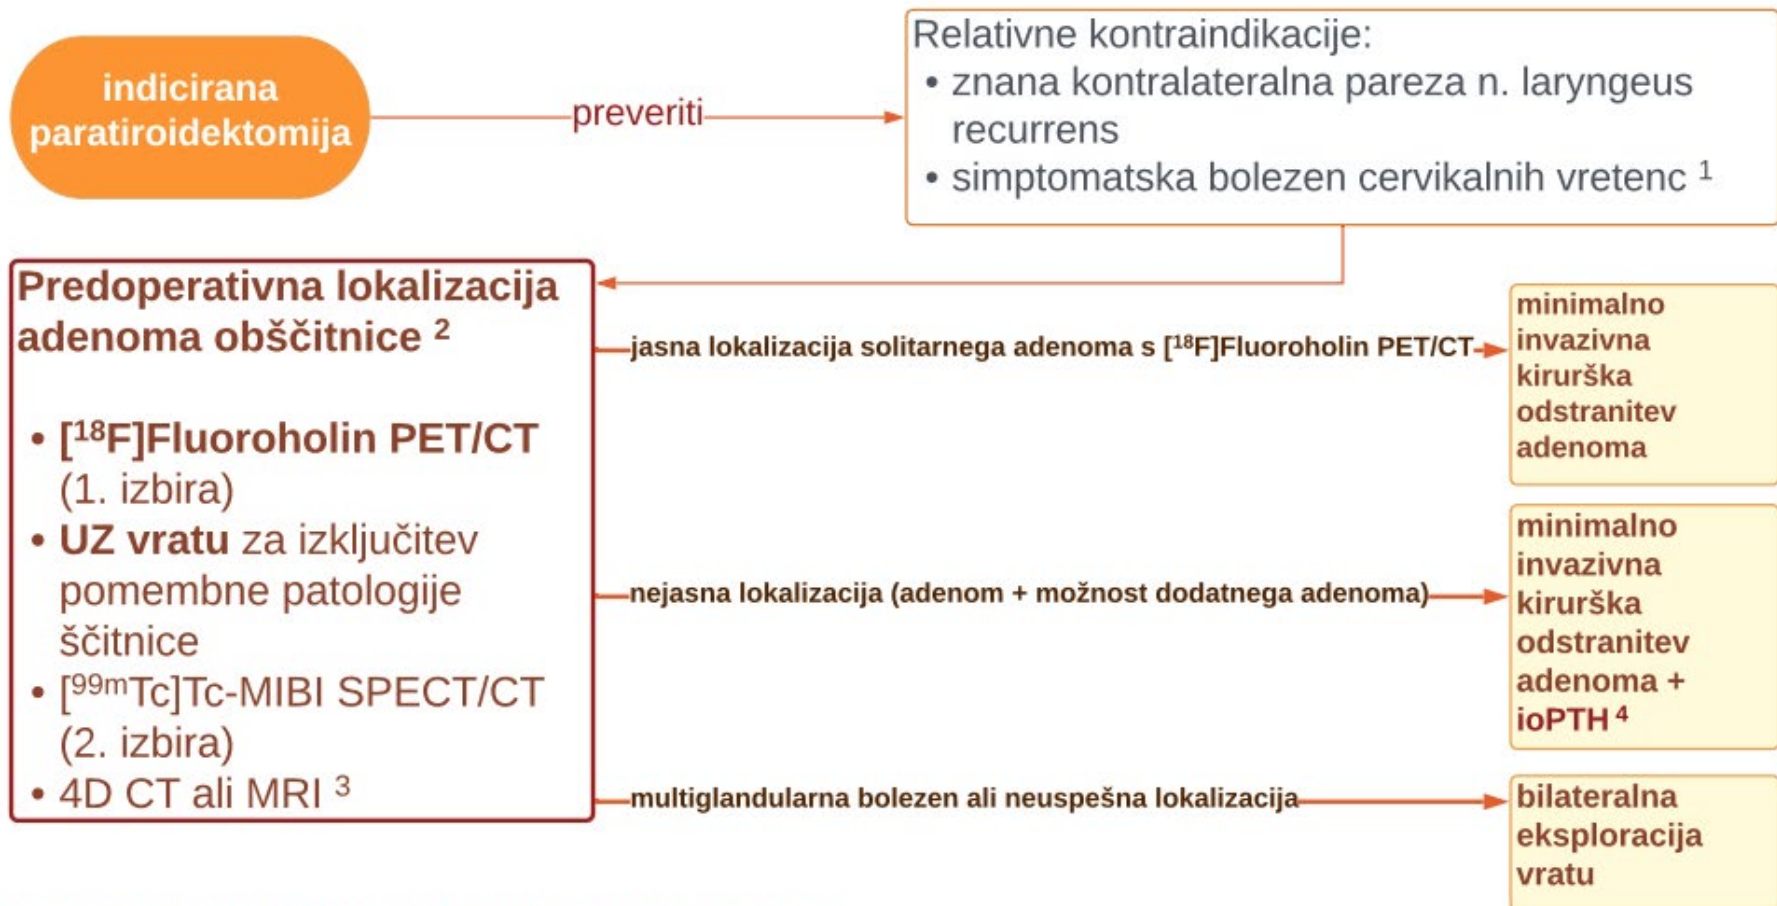 indicirana
paratiroidektomija
preveriti
Relativne kontraindikacije:
• znana kontralateralna pareza n. laryngeus
recurrens
• simptomatska bolezen cervikalnih vretenc ¹
Predoperativna lokalizacija
adenoma obščitnice ²
• [¹⁸F]Fluoroholin PET/CT
(1. izbira)
• UZ vratu za izključitev
pomembne patologije
ščitnice
• [⁹⁹ᵐTc]Tc-MIBI SPECT/CT
(2. izbira)
• 4D CT ali MRI ³
jasna lokalizacija solitarnega adenoma s [¹⁸F]Fluoroholin PET/CT
minimalno
invazivna
kirurška
odstranitev
adenoma
nejasna lokalizacija (adenom + možnost dodatnega adenoma)
minimalno
invazivna
kirurška
odstranitev
adenoma +
ioPTH ⁴
multiglandularna bolezen ali neuspešna lokalizacija
bilateralna
eksploracija
vratu